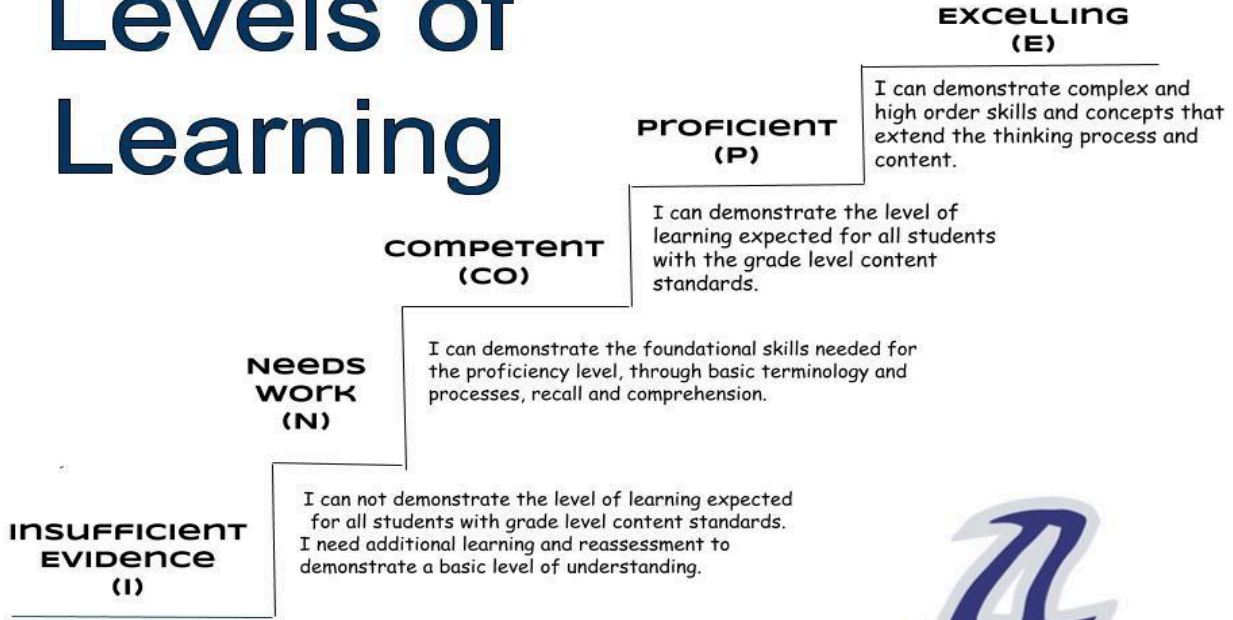 Levels of
Learning
EXCELLING
(E)
I can demonstrate complex and
high order skills and concepts that
extend the thinking process and
content.
PROFICIENT
(P)
I can demonstrate the level of
learning expected for all students
with the grade level content
standards.
COMPETENT
(CO)
I can demonstrate the foundational skills needed for
the proficiency level, through basic terminology and
processes, recall and comprehension.
NEEDS
WORK
(N)
I can not demonstrate the level of learning expected
for all students with grade level content standards.
I need additional learning and reassessment to
demonstrate a basic level of understanding.
INSUFFICIENT
EVIDENCE
(I)